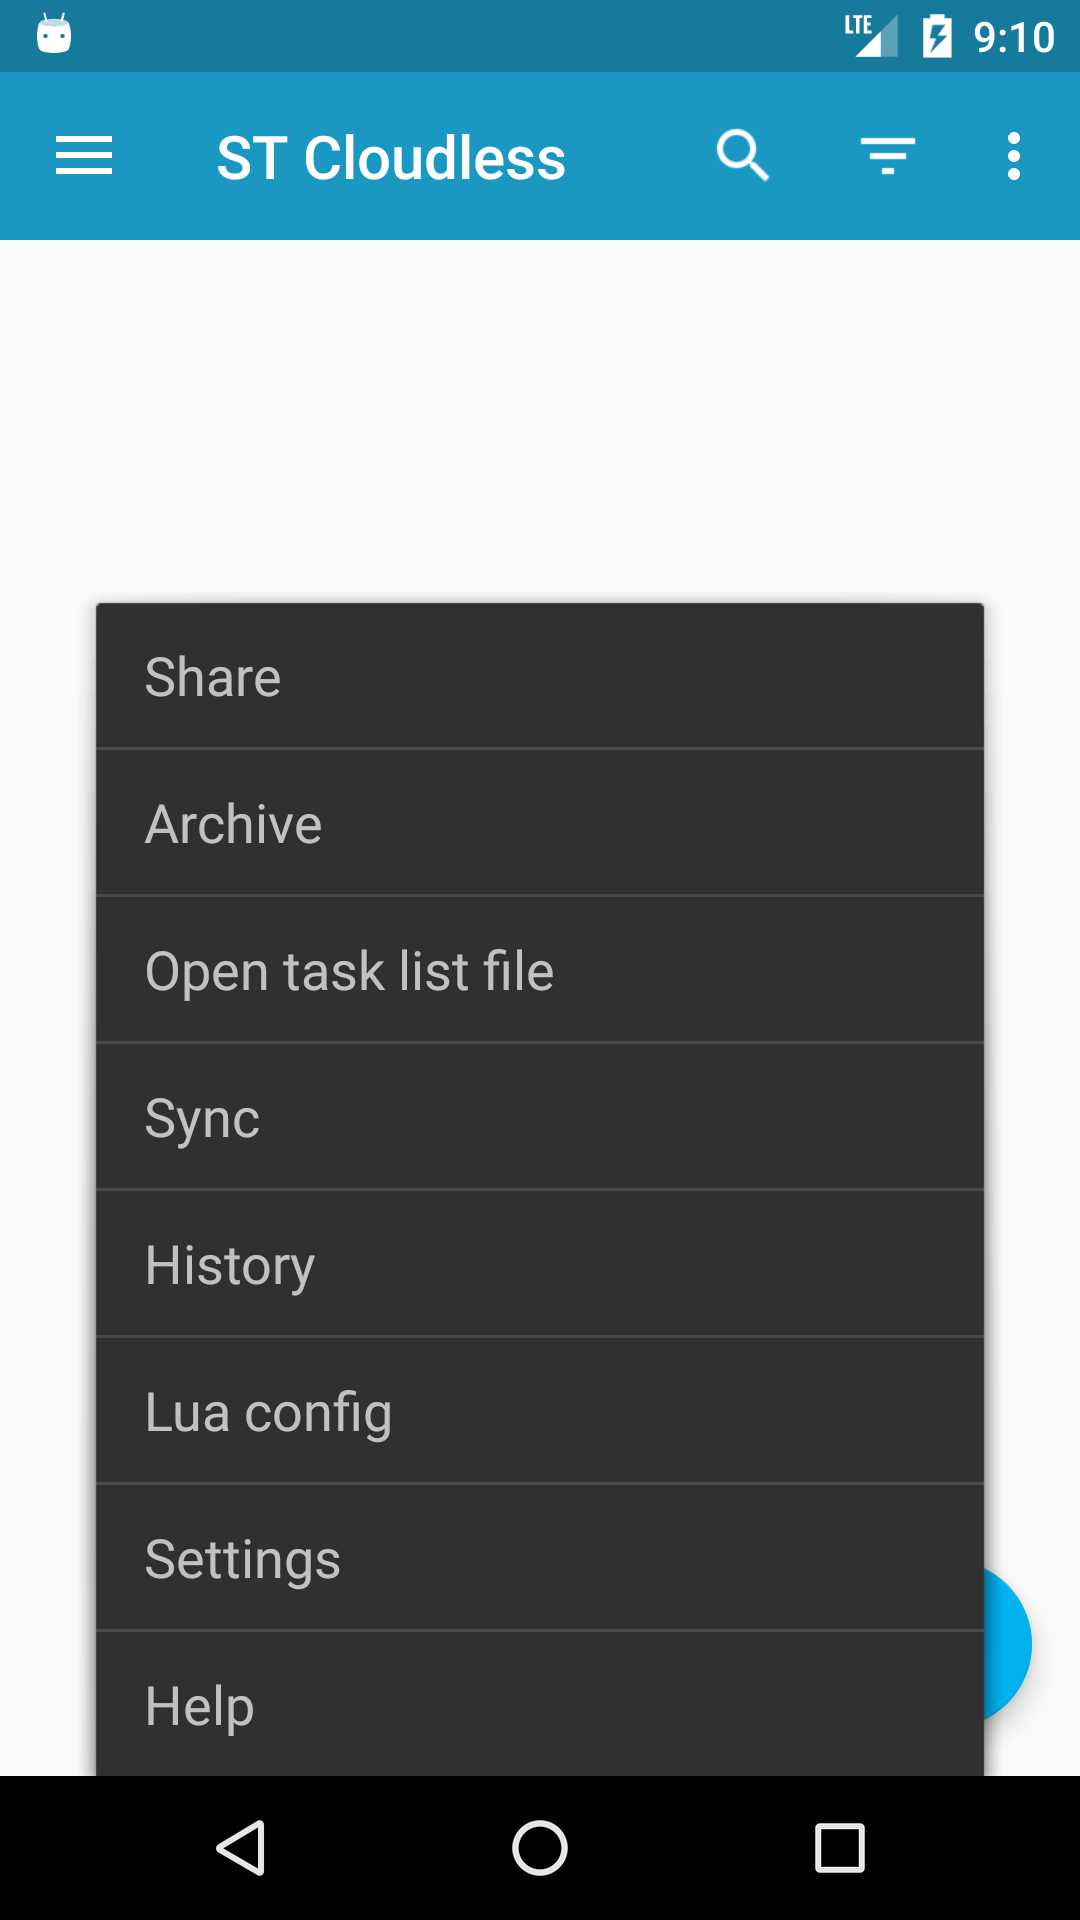 LTE 9:10
ST Cloudless
Share
Archive
Open task list file
Sync
History
Lua config
Settings
Help